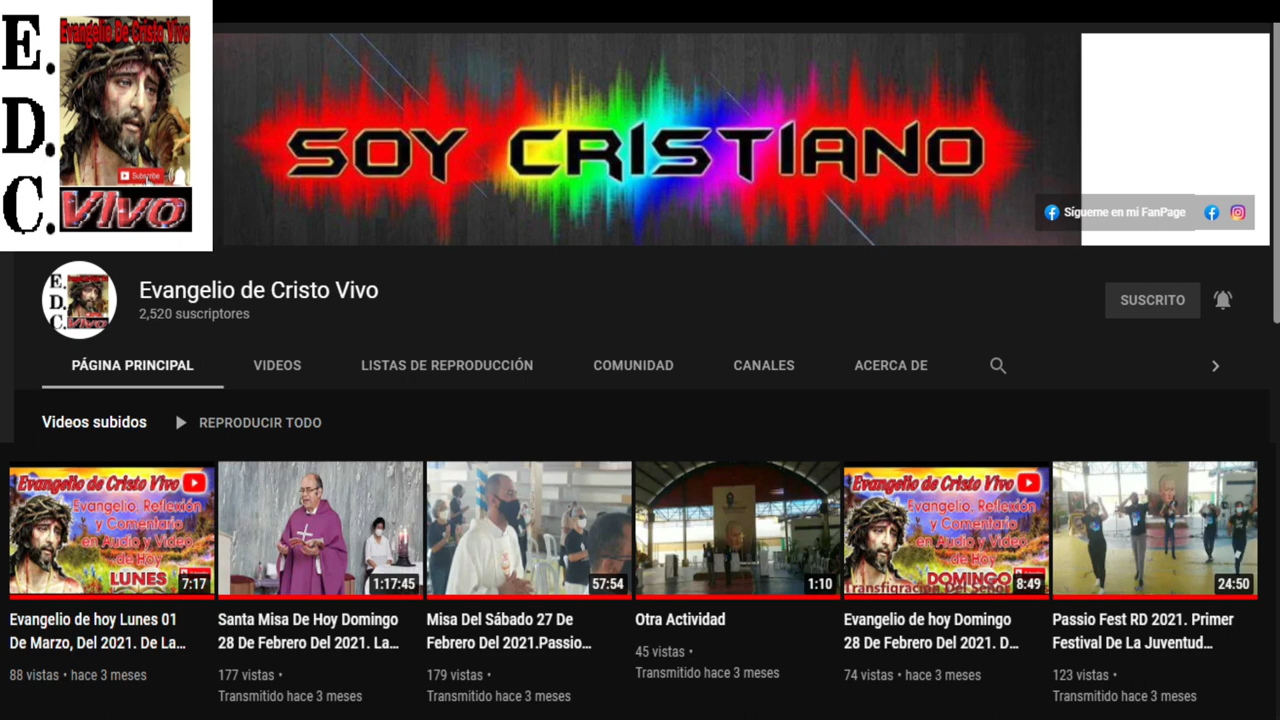 E.
D.
C.
Evangelio De Cristo Vivo
Subscribe
VIvo
SOY CRISTIANO
Sígueme en mi FanPage
E.
D.
C.
VIvo
Evangelio de Cristo Vivo
2,520 suscriptores
SUSCRITO
PÁGINA PRINCIPAL
VIDEOS
LISTAS DE REPRODUCCIÓN
COMUNIDAD
CANALES
ACERCA DE
Videos subidos
REPRODUCIR TODO
Evangelio de Cristo Vivo
Evangelio, Reflexión
y Comentario
en Audio y Video
de Hoy
LUNES
7:17
1:17:45
57:54
1:10
Evangelio de Cristo Vivo
Evangelio, Reflexión
y Comentario
en Audio y Video
de Hoy
DOMINGO
Transfigración Del Señor
8:49
24:50
Evangelio de hoy Lunes 01
De Marzo, Del 2021. De La...
88 vistas • hace 3 meses
Santa Misa De Hoy Domingo
28 De Febrero Del 2021. La...
177 vistas •
Transmitido hace 3 meses
Misa Del Sábado 27 De
Febrero Del 2021.Passio...
179 vistas •
Transmitido hace 3 meses
Otra Actividad
45 vistas •
Transmitido hace 3 meses
Evangelio de hoy Domingo
28 De Febrero Del 2021. D...
74 vistas • hace 3 meses
Passio Fest RD 2021. Primer
Festival De La Juventud...
123 vistas •
Transmitido hace 3 meses